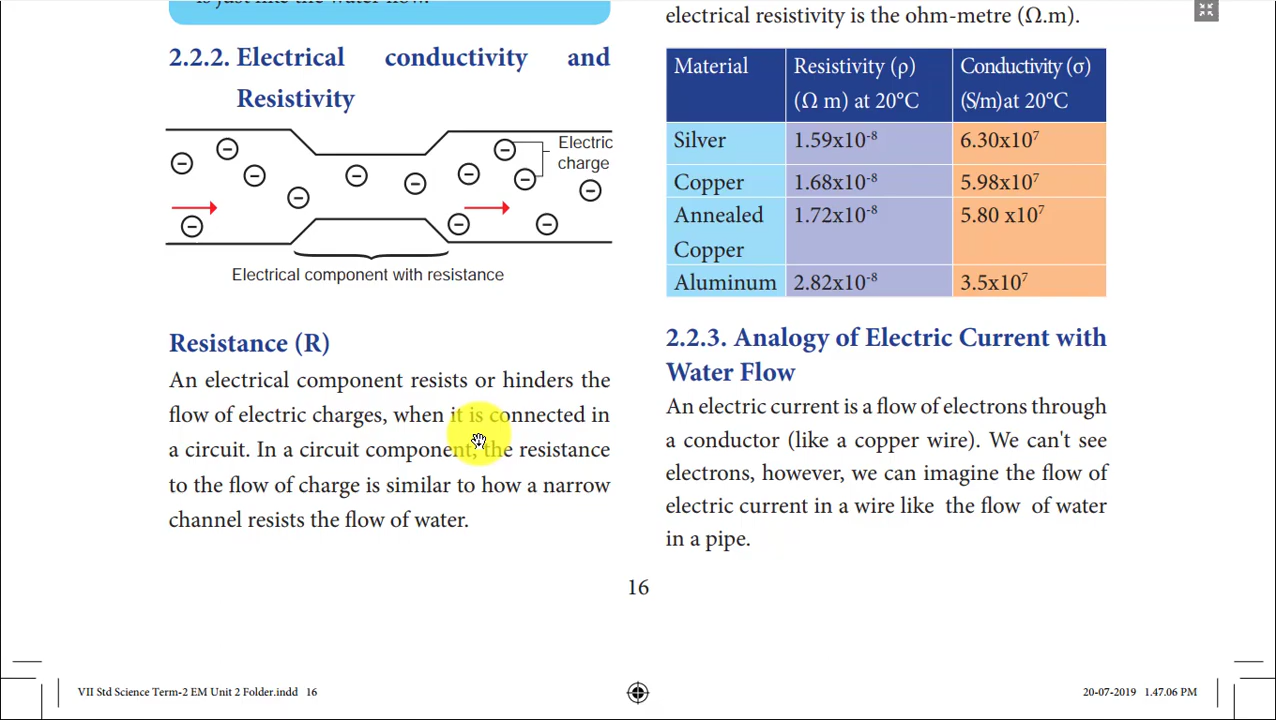 is just like the water flow.
2.2.2. Electrical conductivity and
Resistivity
Electric
charge
Electrical component with resistance
Resistance (R)
An electrical component resists or hinders the
flow of electric charges, when it is connected in
a circuit. In a circuit component, the resistance
to the flow of charge is similar to how a narrow
channel resists the flow of water.
electrical resistivity is the ohm-metre (Ω.m).
Material Resistivity (ρ) Conductivity (σ)
(Ω m) at 20°C (S/m)at 20°C
Silver 1.59x10⁻⁸ 6.30x10⁷
Copper 1.68x10⁻⁸ 5.98x10⁷
Annealed 1.72x10⁻⁸ 5.80 x10⁷
Copper
Aluminum 2.82x10⁻⁸ 3.5x10⁷
2.2.3. Analogy of Electric Current with
Water Flow
An electric current is a flow of electrons through
a conductor (like a copper wire). We can't see
electrons, however, we can imagine the flow of
electric current in a wire like the flow of water
in a pipe.
16
VII Std Science Term-2 EM Unit 2 Folder.indd 16
20-07-2019 1.47.06 PM